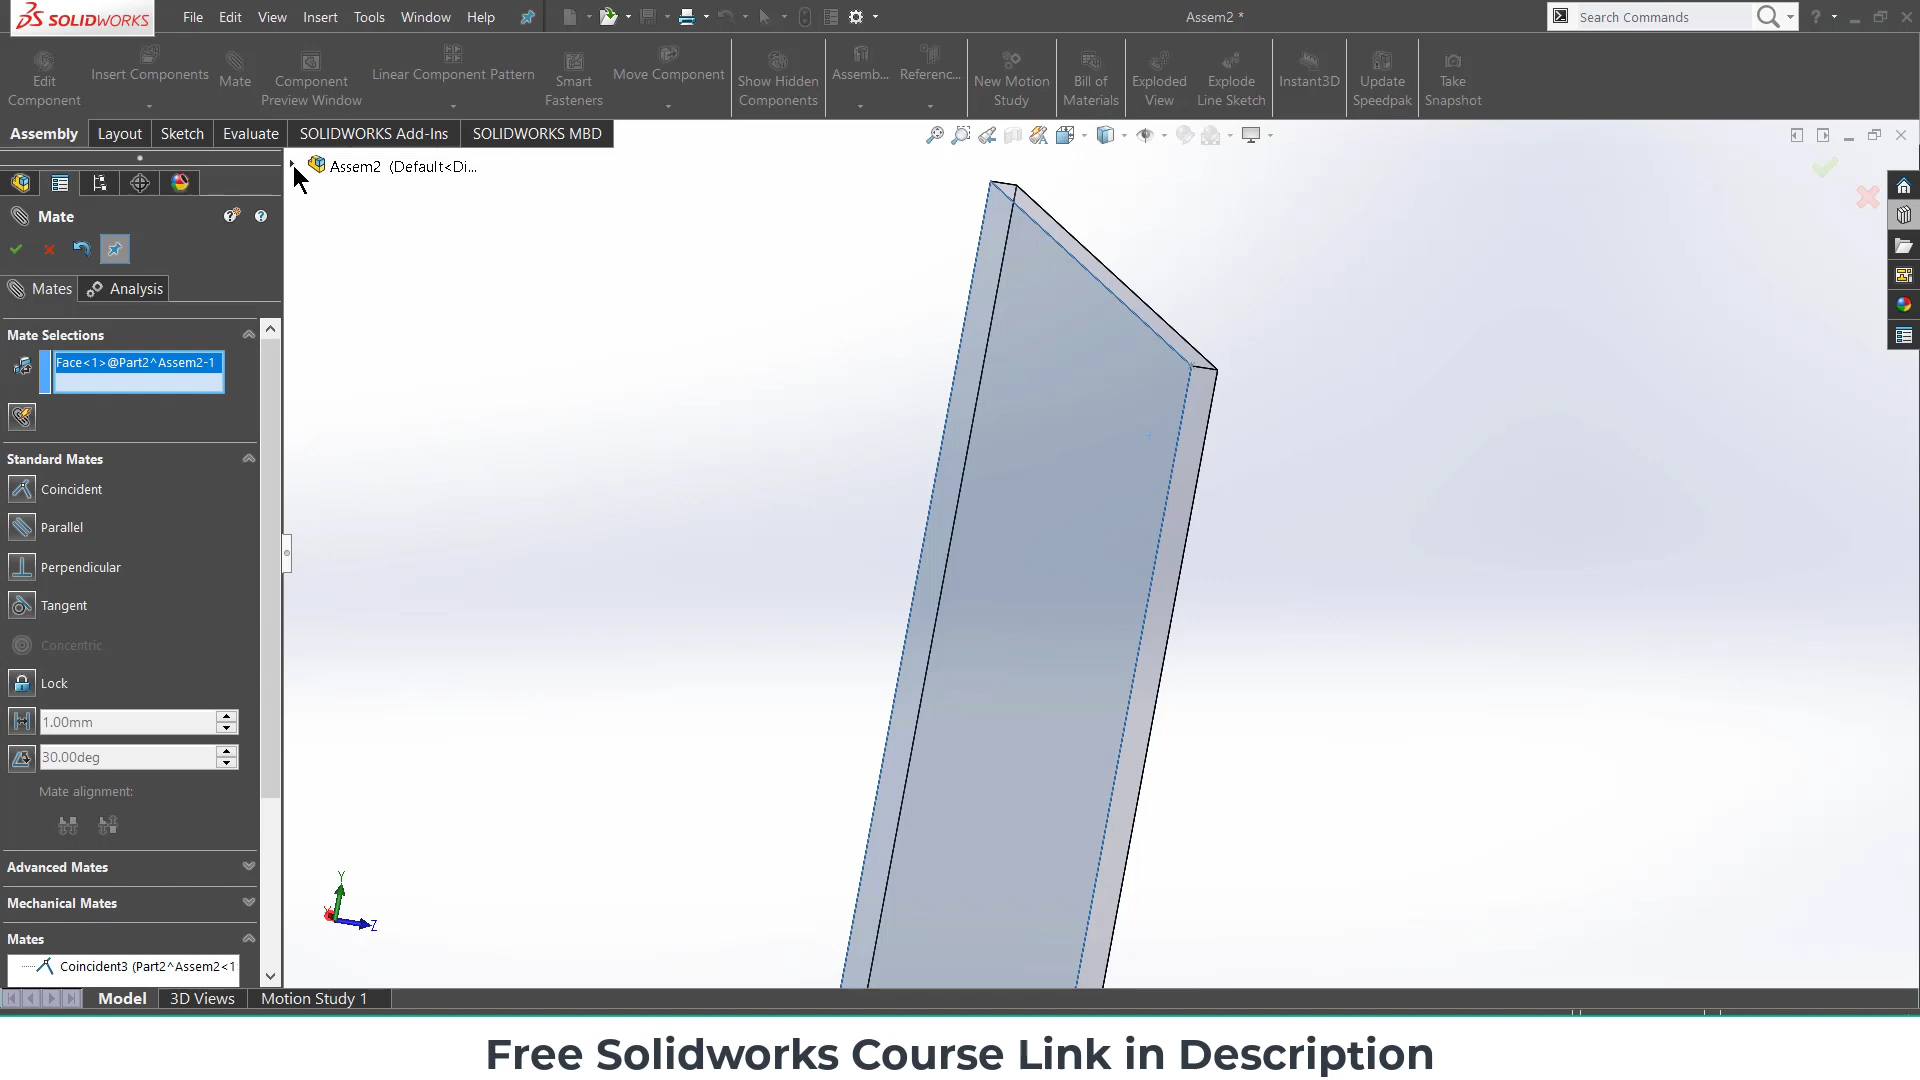 SOLIDWORKS
File Edit View Insert Tools Window Help
Assem2 *
Search Commands
Edit Component
Insert Components
Mate
Component Preview Window
Linear Component Pattern
Smart Fasteners
Move Component
Show Hidden Components
Assemb...
Referenc...
New Motion Study
Bill of Materials
Exploded View
Explode Line Sketch
Instant3D
Update Speedpak
Take Snapshot
Assembly Layout Sketch Evaluate SOLIDWORKS Add-Ins SOLIDWORKS MBD
Assem2 (Default<Di...
Mate
Mates Analysis
Mate Selections
Face<1>@Part2^Assem2-1
Standard Mates
Coincident
Parallel
Perpendicular
Tangent
Concentric
Lock
1.00mm
30.00deg
Mate alignment:
Advanced Mates
Mechanical Mates
Mates
Coincident3 (Part2^Assem2<1
Y
Z
Model 3D Views Motion Study 1
Free Solidworks Course Link in Description